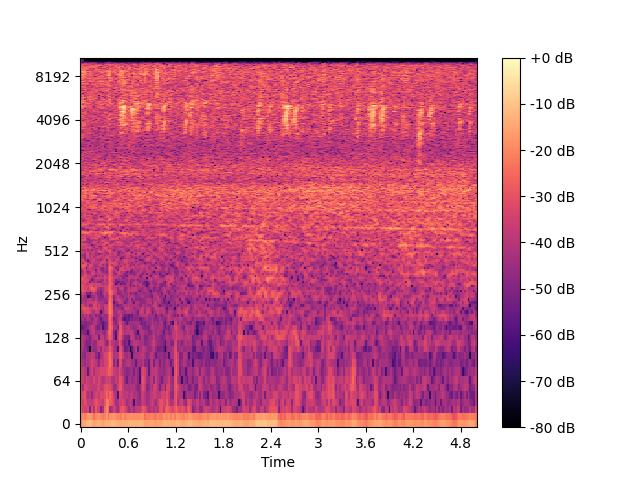 8192
4096
2048
1024
512
256
128
64
0
Hz
0 0.6 1.2 1.8 2.4 3 3.6 4.2 4.8
Time
+0 dB
-10 dB
-20 dB
-30 dB
-40 dB
-50 dB
-60 dB
-70 dB
-80 dB